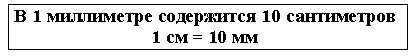 В 1 миллиметре содержится 10 сантиметров
1 см = 10 мм